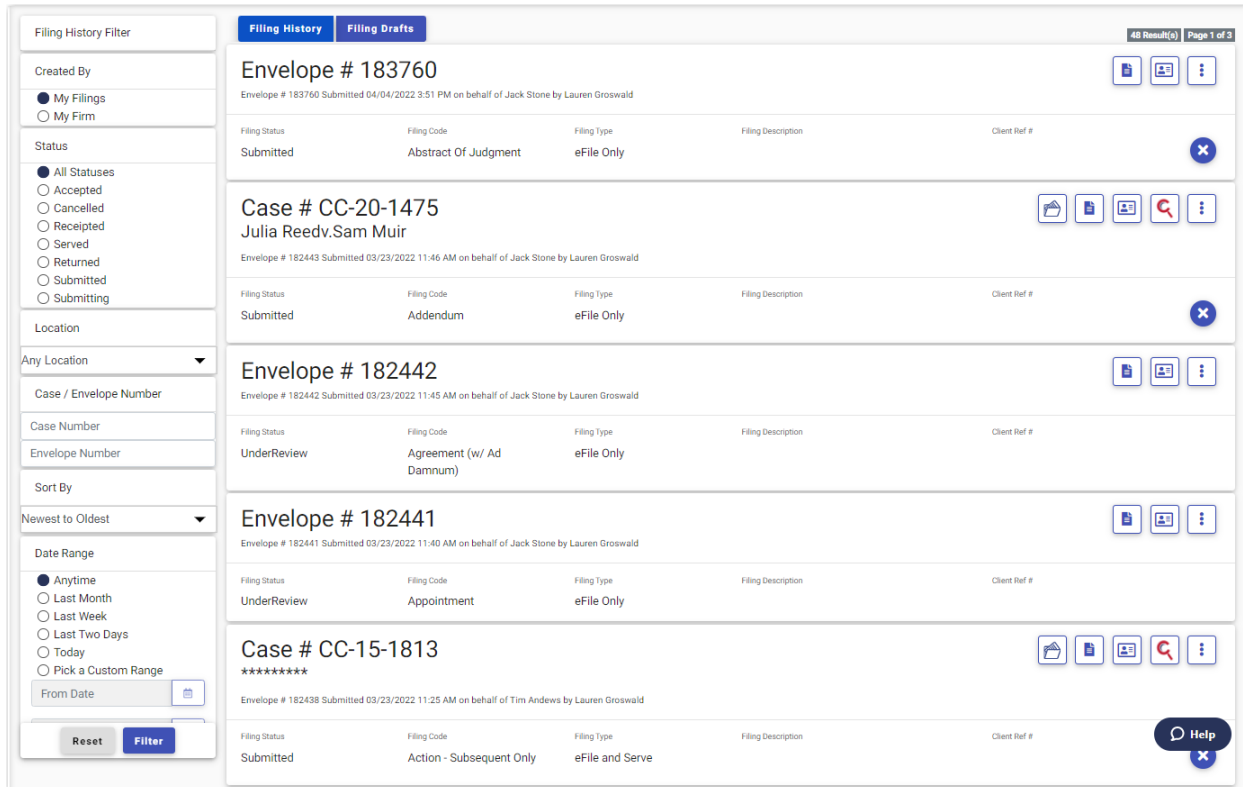 Filing History Filter
Created By
My Filings
My Firm
Status
All Statuses
Accepted
Cancelled
Receipted
Served
Returned
Submitted
Submitting
Location
Any Location
Case / Envelope Number
Case Number
Envelope Number
Sort By
Newest to Oldest
Date Range
Anytime
Last Month
Last Week
Last Two Days
Today
Pick a Custom Range
From Date
Reset Filter
Filing History Filing Drafts
48 Result(s) Page 1 of 3
Envelope # 183760
Envelope # 183760 Submitted 04/04/2022 3:51 PM on behalf of Jack Stone by Lauren Groswald
Filing Status Filing Code Filing Type Filing Description Client Ref #
Submitted Abstract Of Judgment eFile Only
Case # CC-20-1475
Julia Reedv.Sam Muir
Envelope # 182443 Submitted 03/23/2022 11:46 AM on behalf of Jack Stone by Lauren Groswald
Filing Status Filing Code Filing Type Filing Description Client Ref #
Submitted Addendum eFile Only
Envelope # 182442
Envelope # 182442 Submitted 03/23/2022 11:45 AM on behalf of Jack Stone by Lauren Groswald
Filing Status Filing Code Filing Type Filing Description Client Ref #
UnderReview Agreement (w/ Ad eFile Only
Damnum)
Envelope # 182441
Envelope # 182441 Submitted 03/23/2022 11:40 AM on behalf of Jack Stone by Lauren Groswald
Filing Status Filing Code Filing Type Filing Description Client Ref #
UnderReview Appointment eFile Only
Case # CC-15-1813
*********
Envelope # 182438 Submitted 03/23/2022 11:25 AM on behalf of Tim Andews by Lauren Groswald
Filing Status Filing Code Filing Type Filing Description Client Ref #
Submitted Action - Subsequent Only eFile and Serve
Help